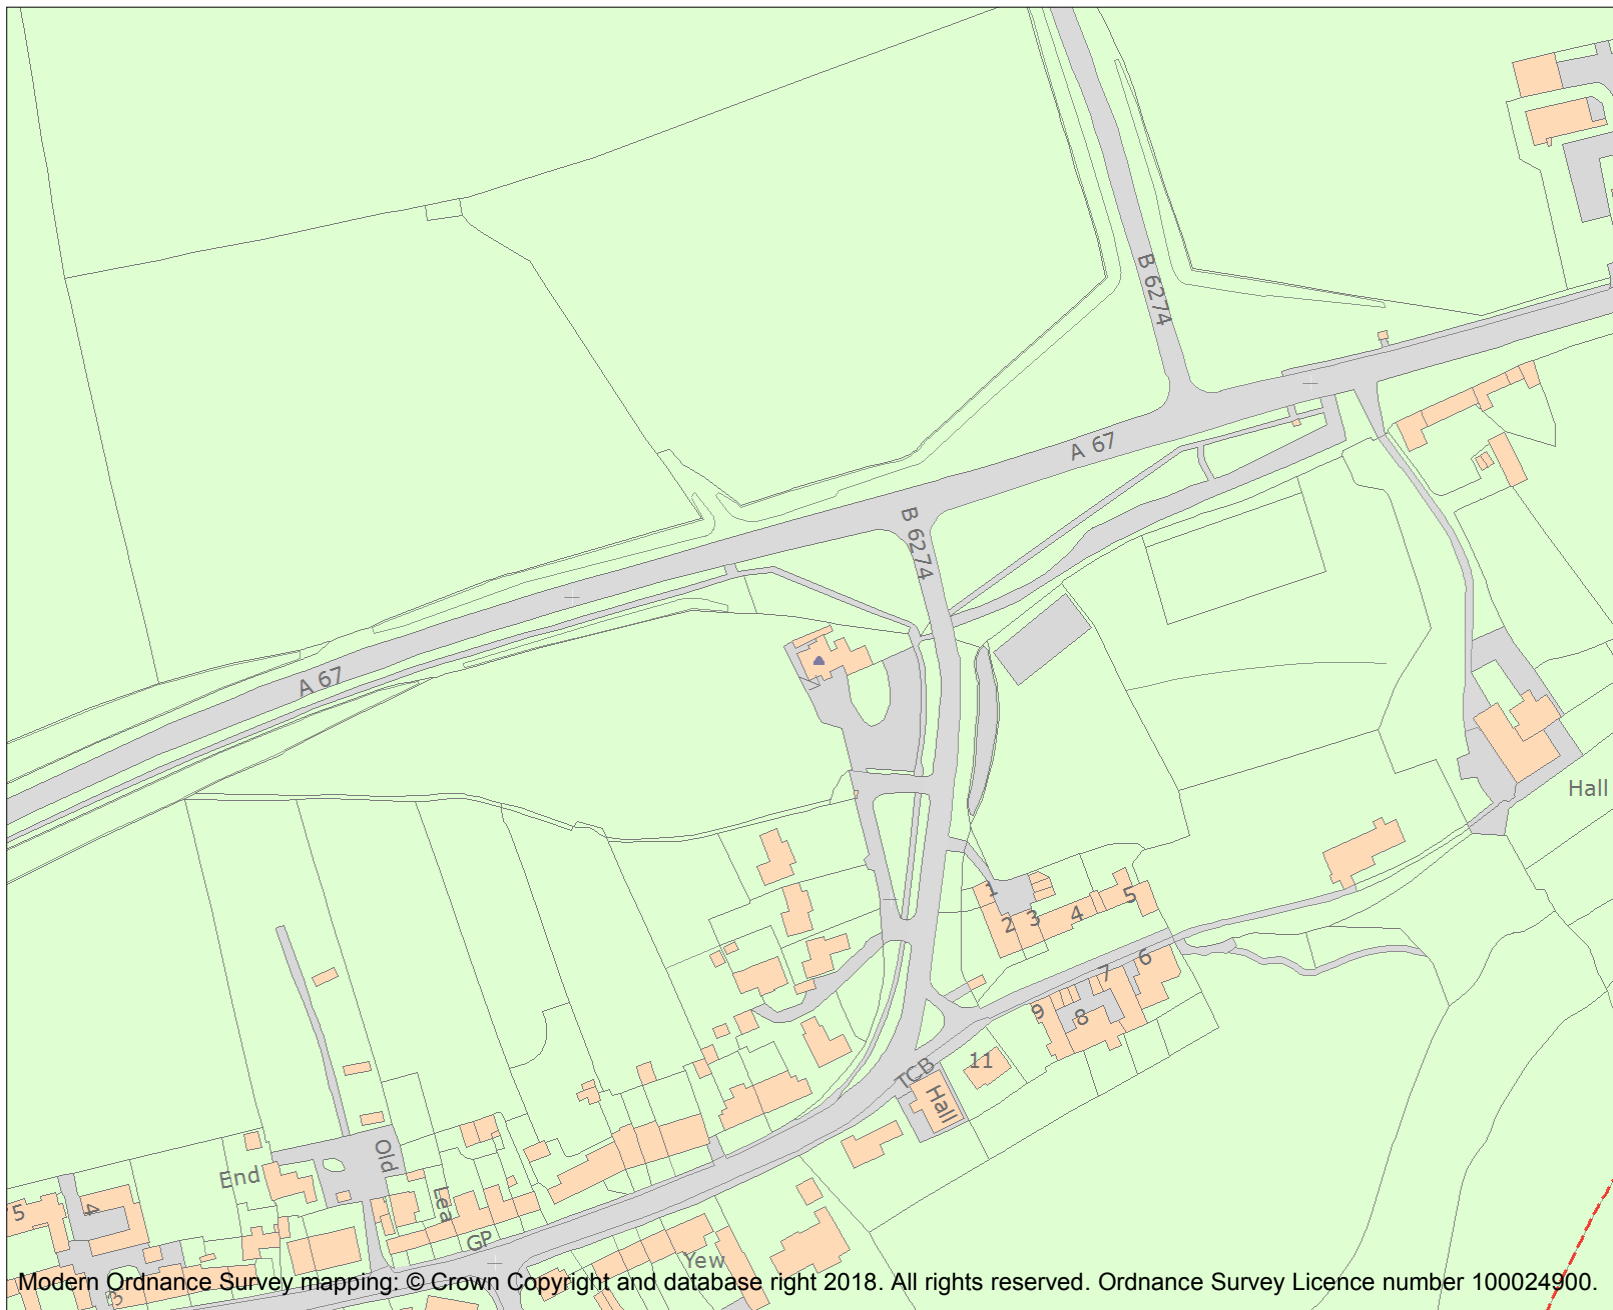 B 6274
A 67
B 6274
A 67
Hall
1
2
3
4
5
6
7
8
9
11
TCB
Hall
Old
End
Lea
5
4
GP
Yew
3
Modern Ordnance Survey mapping: © Crown Copyright and database right 2018. All rights reserved. Ordnance Survey Licence number 100024900.